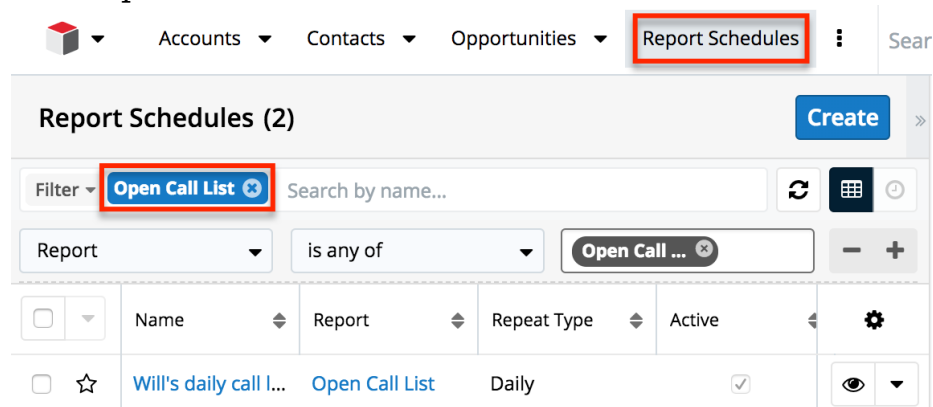 Accounts Contacts Opportunities Report Schedules Sear
Report Schedules (2) Create »
Filter Open Call List Search by name...
Report is any of Open Call ...
Name Report Repeat Type Active
Will's daily call l... Open Call List Daily